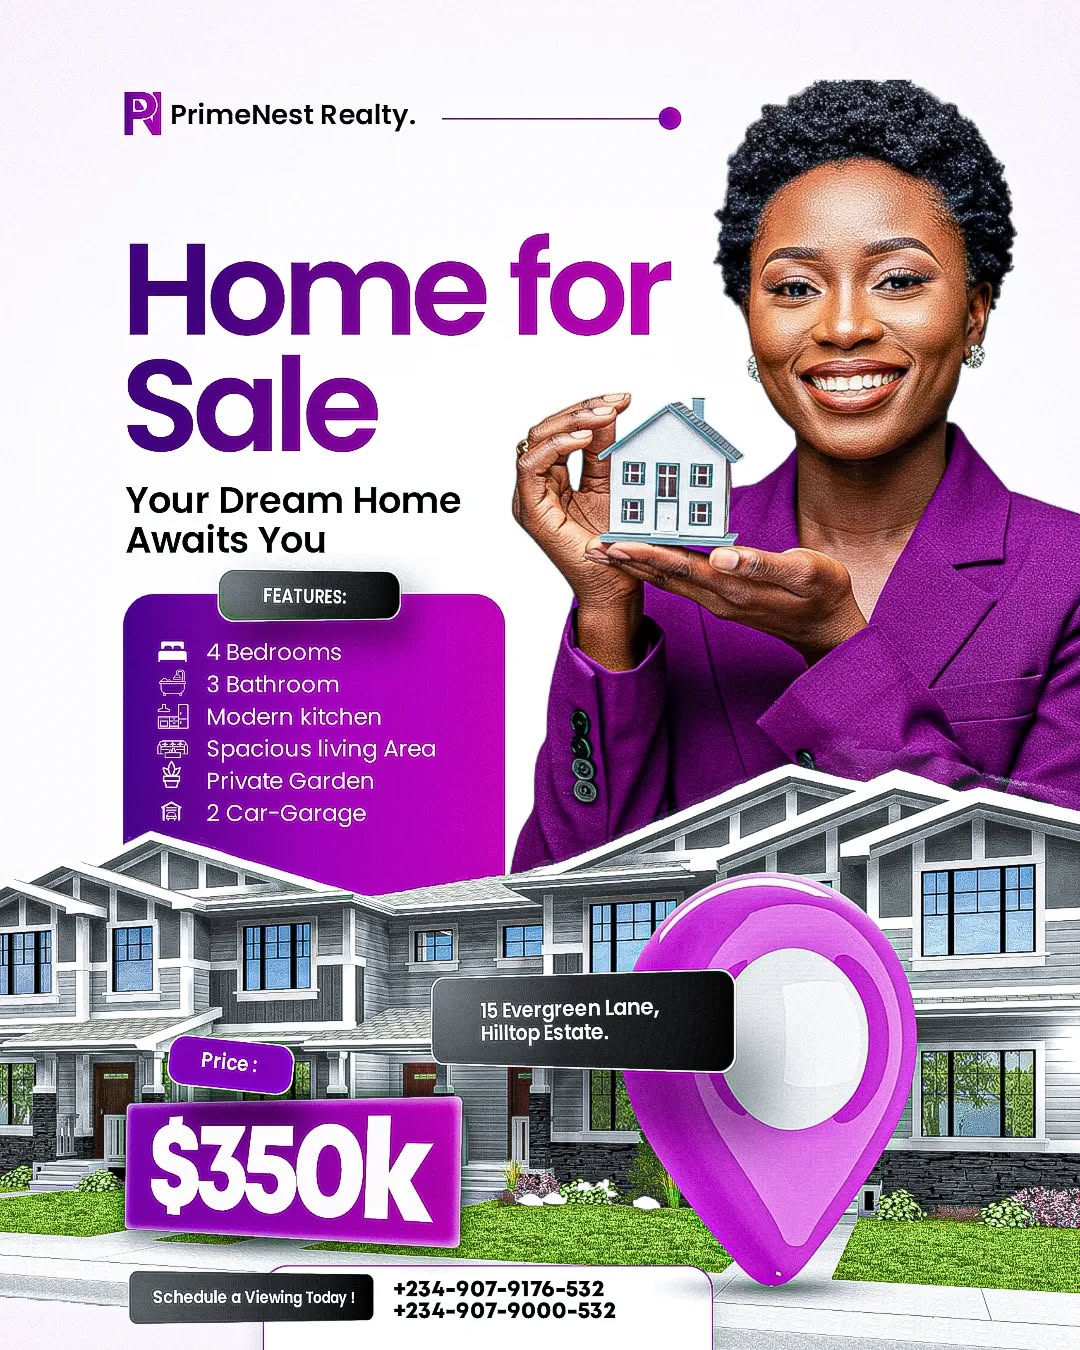 PrimeNest Realty.
Home for
Sale
Your Dream Home
Awaits You
FEATURES:
4 Bedrooms
3 Bathroom
Modern kitchen
Spacious living Area
Private Garden
2 Car-Garage
15 Evergreen Lane,
Hilltop Estate.
Price :
$350k
Schedule a Viewing Today !
+234-907-9176-532
+234-907-9000-532